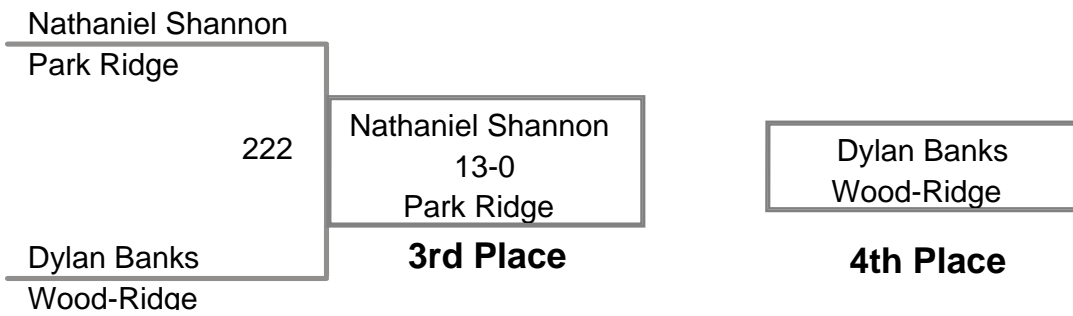 Nathaniel Shannon
Park Ridge
222
Nathaniel Shannon
13-0
Park Ridge
3rd Place
Dylan Banks
Wood-Ridge
4th Place
Dylan Banks
Wood-Ridge